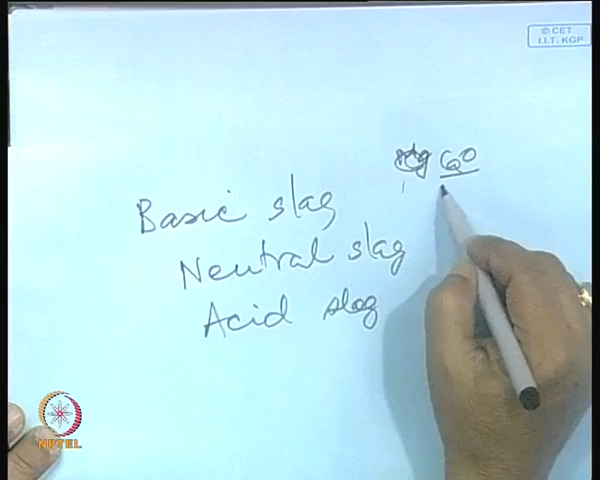 © CET
I.I.T. KGP
CaO
Basic slag
Neutral slag
Acid slag
NPTEL